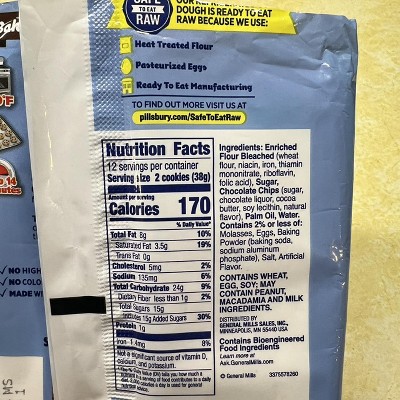 SAFE
TO EAT
RAW
DOUGH IS READY TO EAT
RAW BECAUSE WE USE:
Heat Treated Flour
Pasteurized Eggs
Ready To Eat Manufacturing
TO FIND OUT MORE VISIT US AT
pillsbury.com/SafeToEatRaw
Nutrition Facts
12 servings per container
Serving size 2 cookies (38g)
Amount per serving
Calories 170
% Daily Value*
Total Fat 8g 10%
Saturated Fat 3.5g 19%
Trans Fat 0g
Cholesterol 5mg 2%
Sodium 135mg 6%
Total Carbohydrate 24g 9%
Dietary Fiber less than 1g 2%
Total Sugars 15g
Includes 15g Added Sugars 30%
Protein 1g
Iron 1.4mg 8%
Not a significant source of vitamin D,
calcium, and potassium.
Ingredients: Enriched
Flour Bleached (wheat
flour, niacin, iron, thiamin
mononitrate, riboflavin,
folic acid), Sugar,
Chocolate Chips (sugar,
chocolate liquor, cocoa
butter, soy lecithin, natural
flavor), Palm Oil, Water.
Contains 2% or less of:
Molasses, Eggs, Baking
Powder (baking soda,
sodium aluminum
phosphate), Salt, Artificial
Flavor.
CONTAINS WHEAT,
EGG, SOY; MAY
CONTAIN PEANUT,
MACADAMIA AND MILK
INGREDIENTS.
DISTRIBUTED BY
GENERAL MILLS SALES, INC.,
MINNEAPOLIS, MN 55440 USA
Contains Bioengineered
Food Ingredients
Learn more at
Ask.GeneralMills.com
© General Mills 3375578260
NO HIGH
NO COLO
MADE W
MS
1